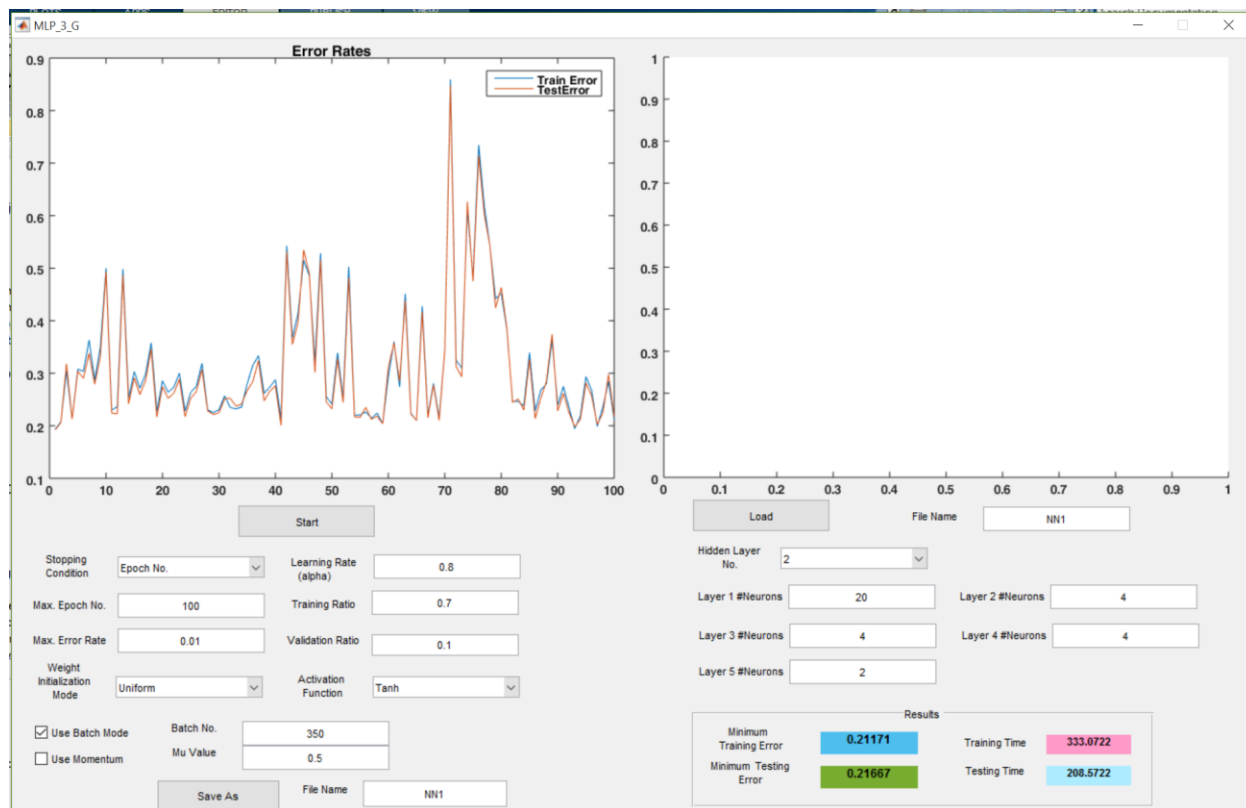 PLOTS APPS EDITOR PUBLISH VIEW Search Documentation
MLP_3_G
Error Rates
Train Error
TestError
0.9
0.8
0.7
0.6
0.5
0.4
0.3
0.2
0.1
0 10 20 30 40 50 60 70 80 90 100
1
0.9
0.8
0.7
0.6
0.5
0.4
0.3
0.2
0.1
0
0 0.1 0.2 0.3 0.4 0.5 0.6 0.7 0.8 0.9 1
Start
Stopping
Condition
Epoch No.
Learning Rate
(alpha)
0.8
Max. Epoch No.
100
Training Ratio
0.7
Max. Error Rate
0.01
Validation Ratio
0.1
Weight
Initialization
Mode
Uniform
Activation
Function
Tanh
Use Batch Mode
Batch No.
350
Use Momentum
Mu Value
0.5
Save As
File Name
NN1
Load
File Name
NN1
Hidden Layer
No.
2
Layer 1 #Neurons
20
Layer 2 #Neurons
4
Layer 3 #Neurons
4
Layer 4 #Neurons
4
Layer 5 #Neurons
2
Results
Minimum
Training Error
0.21171
Training Time
333.0722
Minimum Testing
Error
0.21667
Testing Time
208.5722